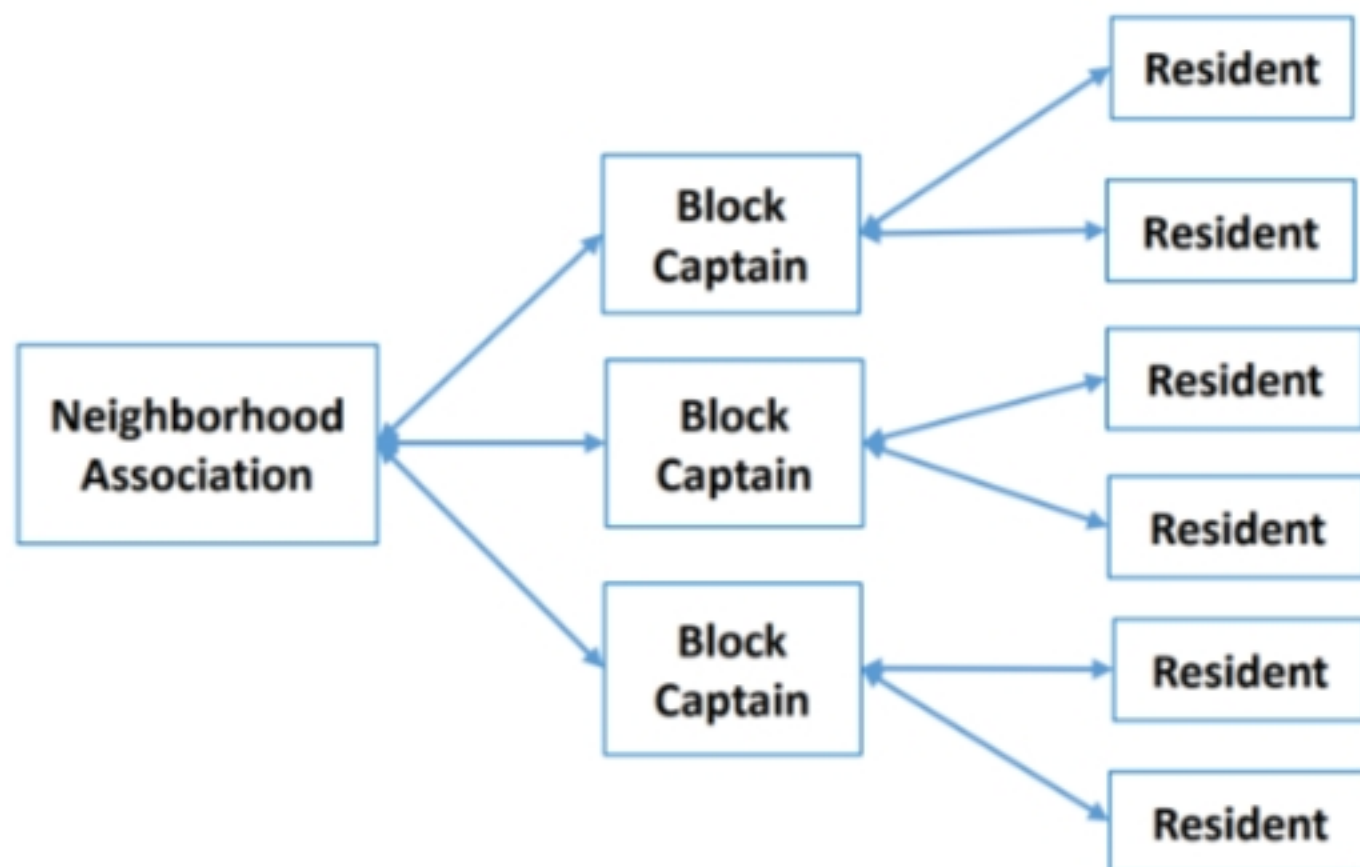 Neighborhood
Association
Block
Captain
Block
Captain
Block
Captain
Resident
Resident
Resident
Resident
Resident
Resident